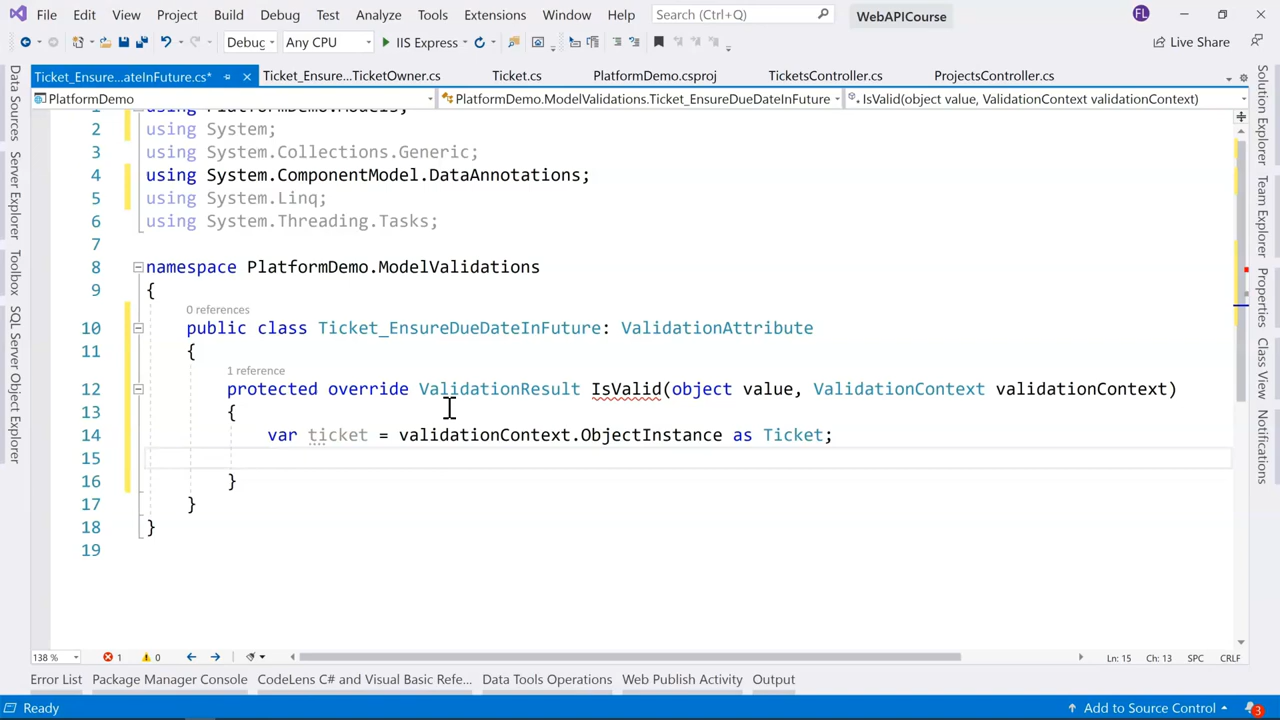 File Edit View Project Build Debug Test Analyze Tools Extensions Window Help Search (Ctrl+Q) WebAPICourse FL
Debug Any CPU IIS Express Live Share
Ticket_Ensure...ateInFuture.cs* Ticket_Ensure...TicketOwner.cs Ticket.cs PlatformDemo.csproj TicketsController.cs ProjectsController.cs
PlatformDemo PlatformDemo.ModelValidations.Ticket_EnsureDueDateInFuture IsValid(object value, ValidationContext validationContext)
using PlatformDemo.Models;
2 using System;
3 using System.Collections.Generic;
4 using System.ComponentModel.DataAnnotations;
5 using System.Linq;
6 using System.Threading.Tasks;
7
8 namespace PlatformDemo.ModelValidations
9 {
0 references
10 public class Ticket_EnsureDueDateInFuture: ValidationAttribute
11 {
1 reference
12 protected override ValidationResult IsValid(object value, ValidationContext validationContext)
13 {
14 var ticket = validationContext.ObjectInstance as Ticket;
15
16 }
17 }
18 }
19
138 % 1 0 Ln: 15 Ch: 13 SPC CRLF
Error List Package Manager Console CodeLens C# and Visual Basic Refe... Data Tools Operations Web Publish Activity Output
Ready Add to Source Control 3
Data Sources
Server Explorer
Toolbox
SQL Server Object Explorer
Solution Explorer
Team Explorer
Properties
Class View
Notifications